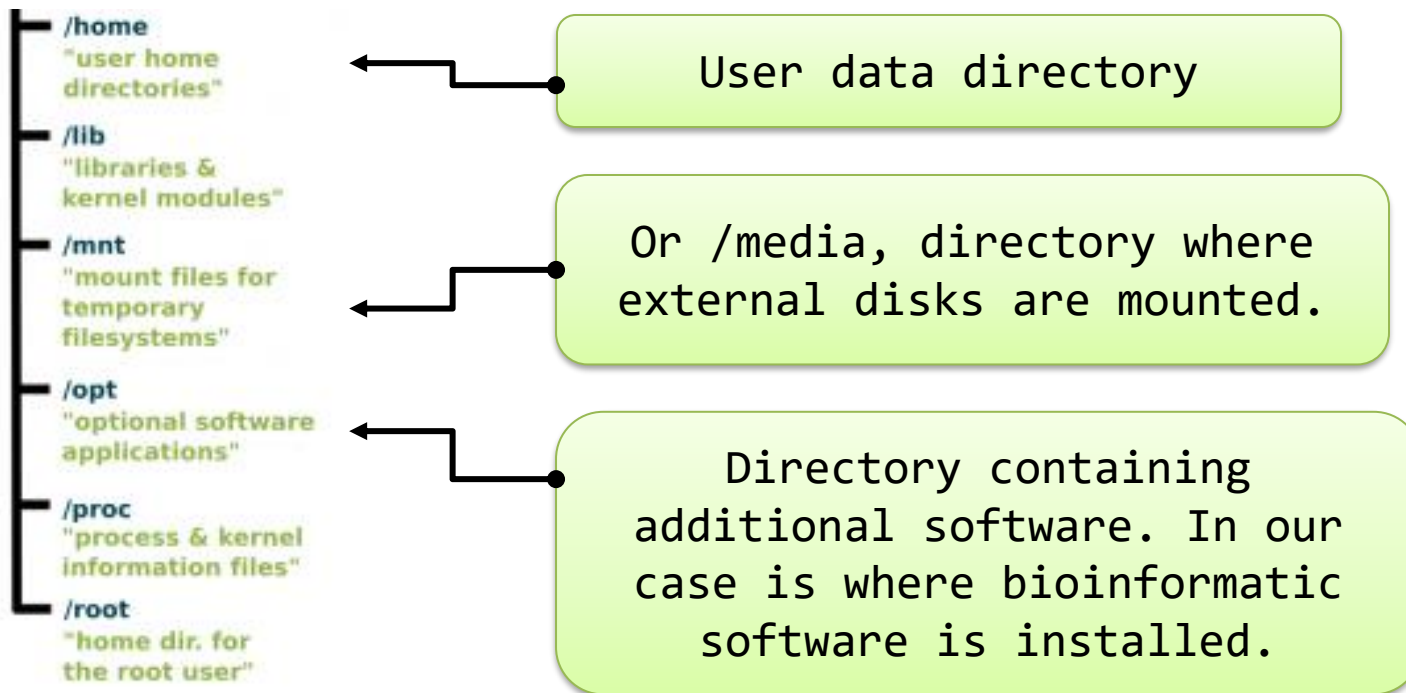 /home
"user home
directories"
/lib
"libraries &
kernel modules"
/mnt
"mount files for
temporary
filesystems"
/opt
"optional software
applications"
/proc
"process & kernel
information files"
/root
"home dir. for
the root user"
User data directory
Or /media, directory where
external disks are mounted.
Directory containing
additional software. In our
case is where bioinformatic
software is installed.